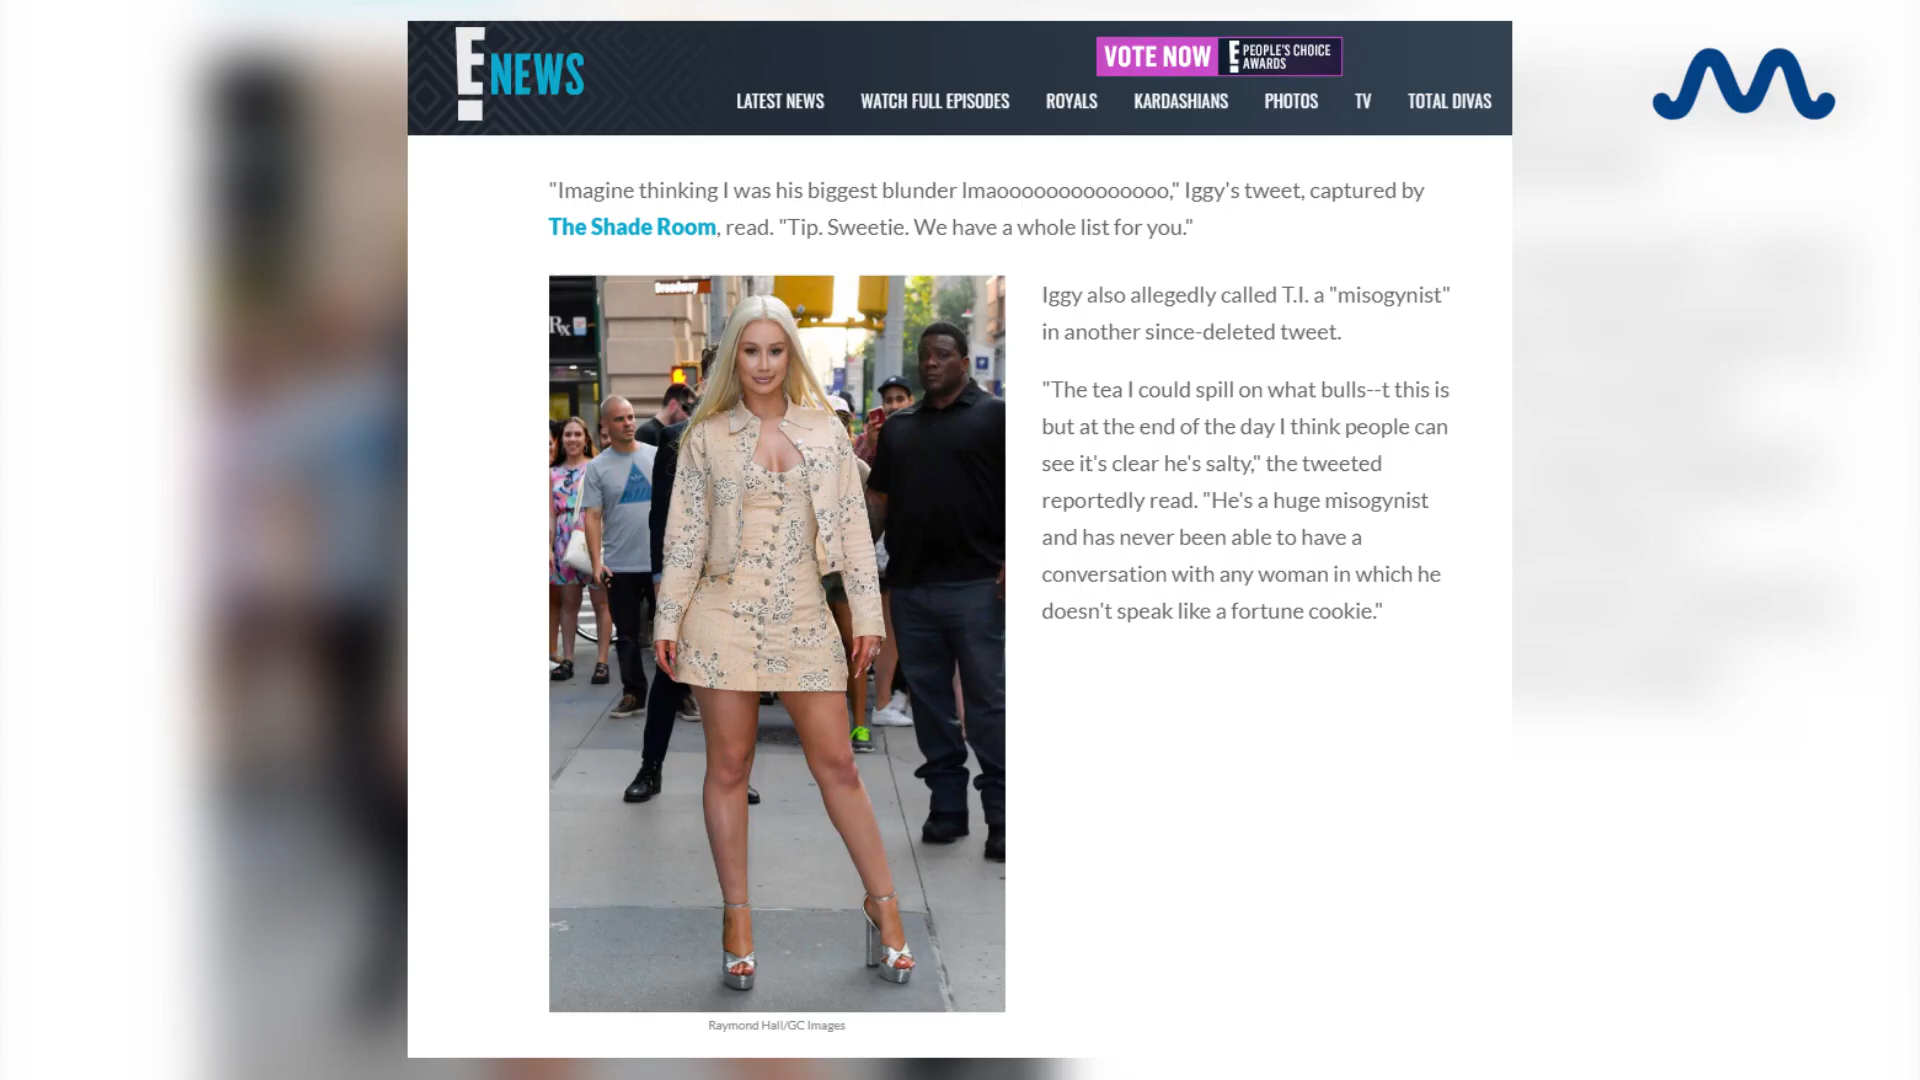 E! NEWS
VOTE NOW
E! PEOPLE'S CHOICE
AWARDS
LATEST NEWS WATCH FULL EPISODES ROYALS KARDASHIANS PHOTOS TV TOTAL DIVAS
"Imagine thinking I was his biggest blunder lmaoooooooooooooo," Iggy's tweet, captured by
The Shade Room, read. "Tip. Sweetie. We have a whole list for you."
Broadway
Rx
Iggy also allegedly called T.I. a "misogynist"
in another since-deleted tweet.
"The tea I could spill on what bulls--t this is
but at the end of the day I think people can
see it's clear he's salty," the tweeted
reportedly read. "He's a huge misogynist
and has never been able to have a
conversation with any woman in which he
doesn't speak like a fortune cookie."
Raymond Hall/GC Images